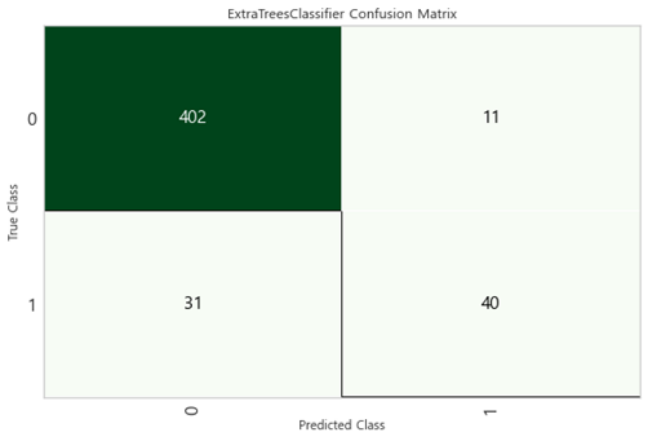 ExtraTreesClassifier Confusion Matrix
True Class
0
402
11
1
31
40
0
1
Predicted Class